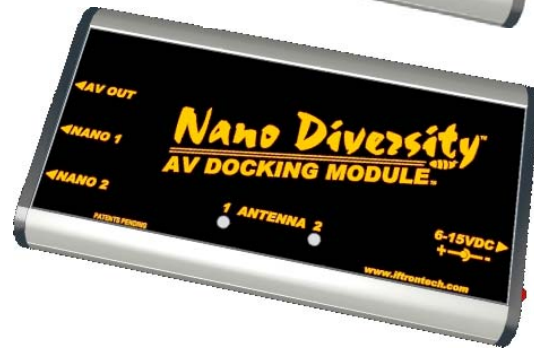 AV OUT
NANO 1
NANO 2
Nano Diversity™
AV DOCKING MODULE™
1 ANTENNA 2
PATENTS PENDING
6-15VDC
+ -
www.iftrontech.com